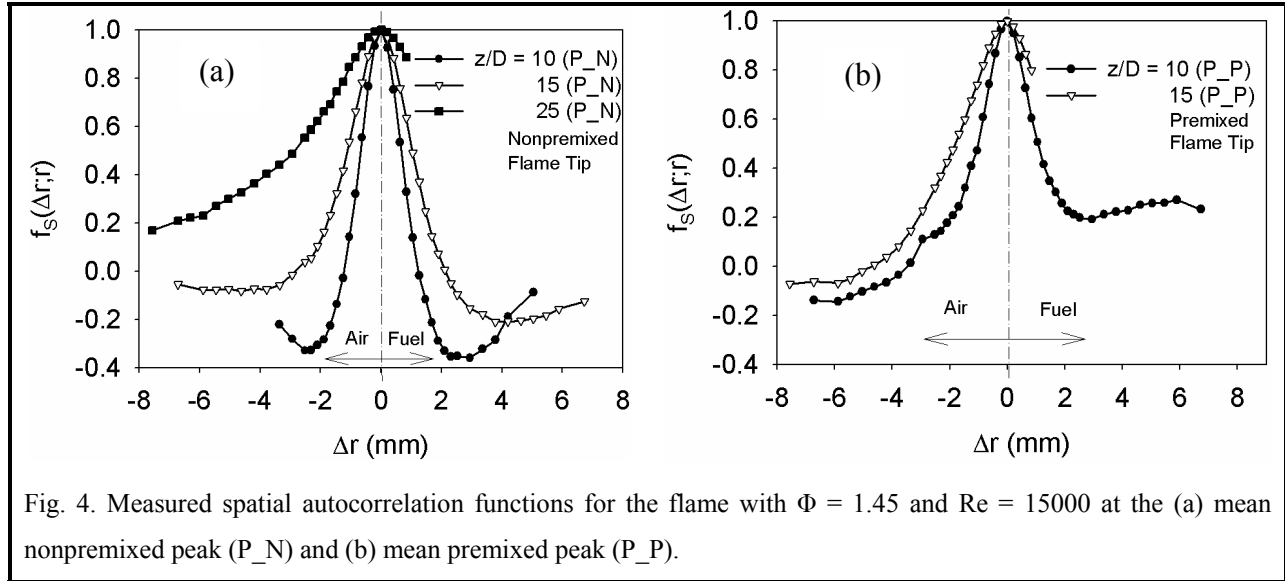 (a)
z/D = 10 (P_N)
15 (P_N)
25 (P_N)
Nonpremixed
Flame Tip
1.0
0.8
0.6
0.4
0.2
0.0
-0.2
-0.4
fS(Δr;r)
Air
Fuel
-8 -6 -4 -2 0 2 4 6 8
Δr (mm)
(b)
z/D = 10 (P_P)
15 (P_P)
Premixed
Flame Tip
1.0
0.8
0.6
0.4
0.2
0.0
-0.2
-0.4
fS(Δr;r)
Air
Fuel
-8 -6 -4 -2 0 2 4 6 8
Δr (mm)
Fig. 4. Measured spatial autocorrelation functions for the flame with Φ = 1.45 and Re = 15000 at the (a) mean
nonpremixed peak (P_N) and (b) mean premixed peak (P_P).